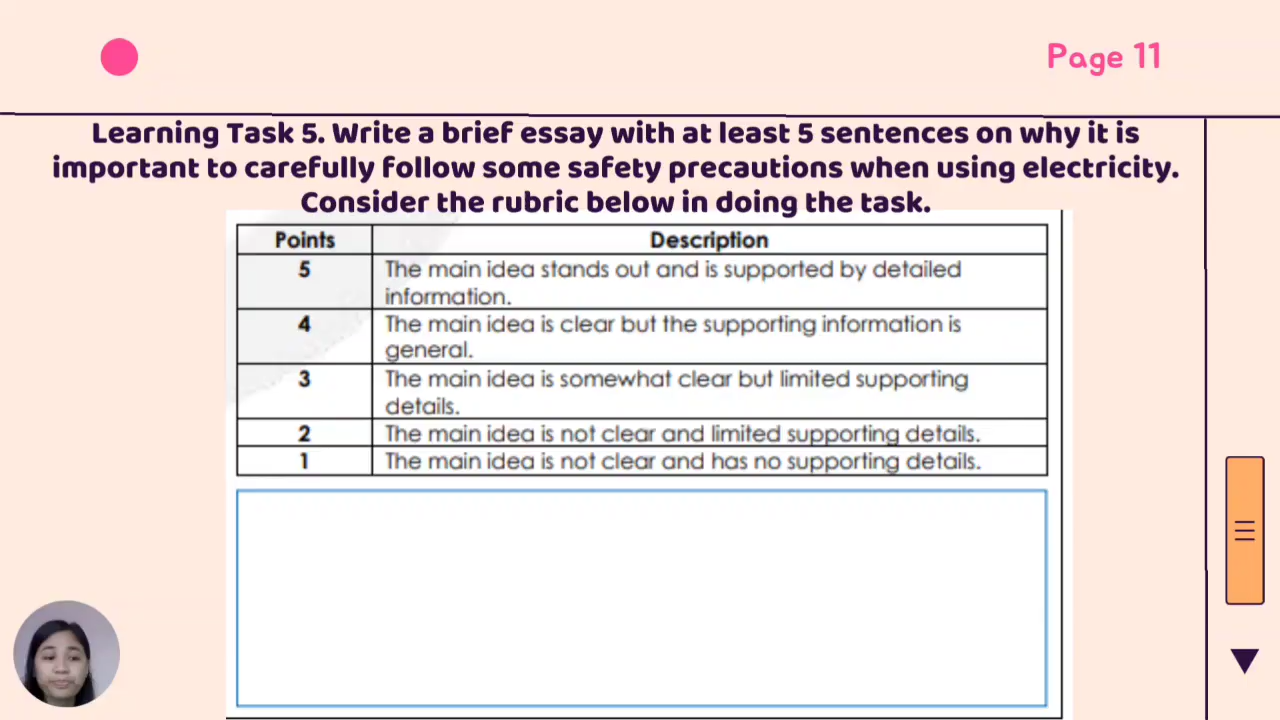 Page 11
Learning Task 5. Write a brief essay with at least 5 sentences on why it is
important to carefully follow some safety precautions when using electricity.
Consider the rubric below in doing the task.
Points Description
5 The main idea stands out and is supported by detailed
information.
4 The main idea is clear but the supporting information is
general.
3 The main idea is somewhat clear but limited supporting
details.
2 The main idea is not clear and limited supporting details.
1 The main idea is not clear and has no supporting details.